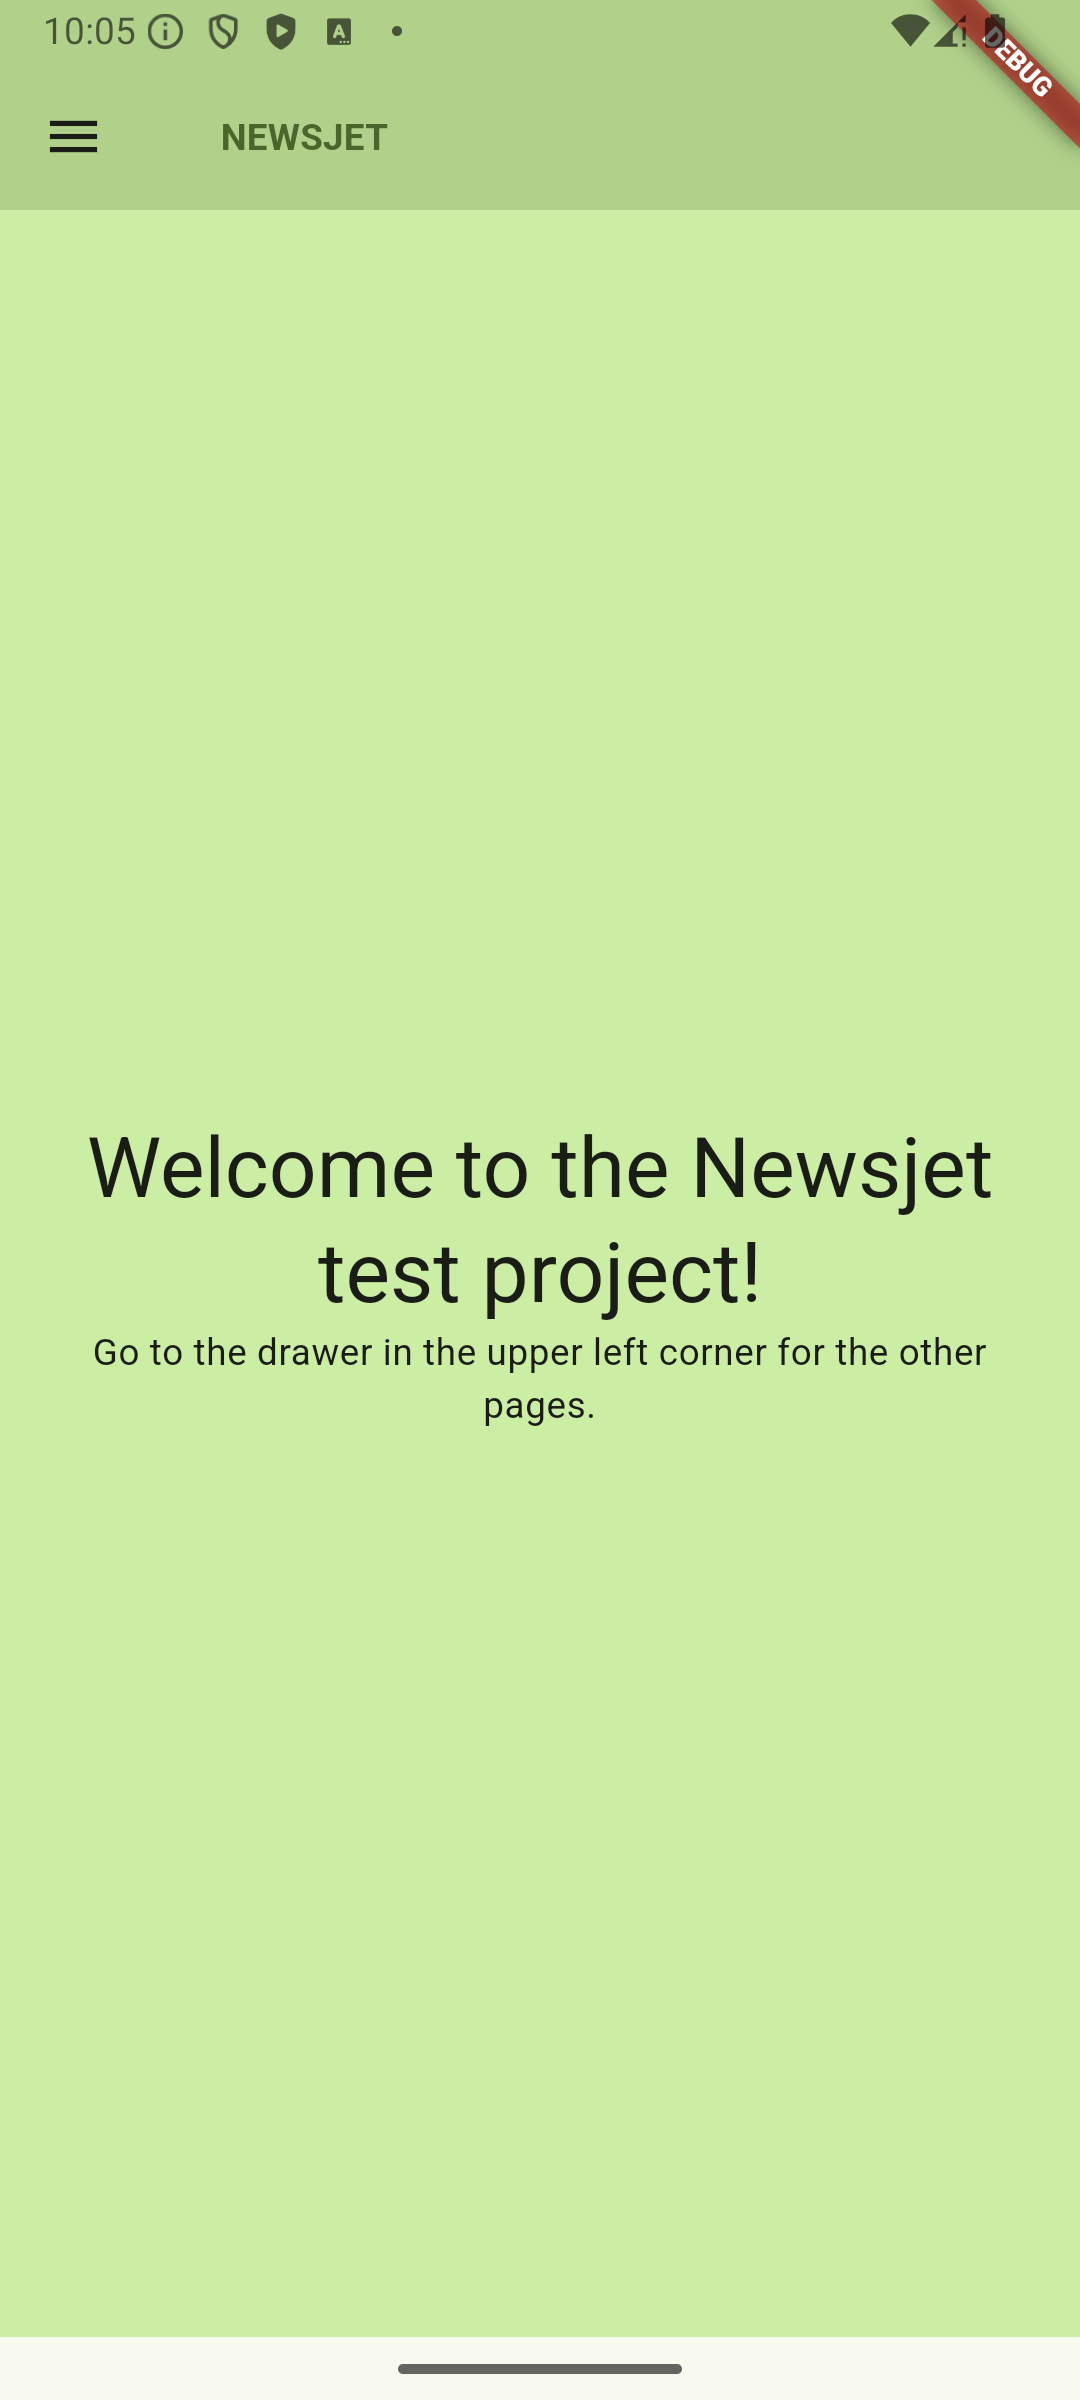 10:05
DEBUG
NEWSJET
Welcome to the Newsjet
test project!
Go to the drawer in the upper left corner for the other
pages.